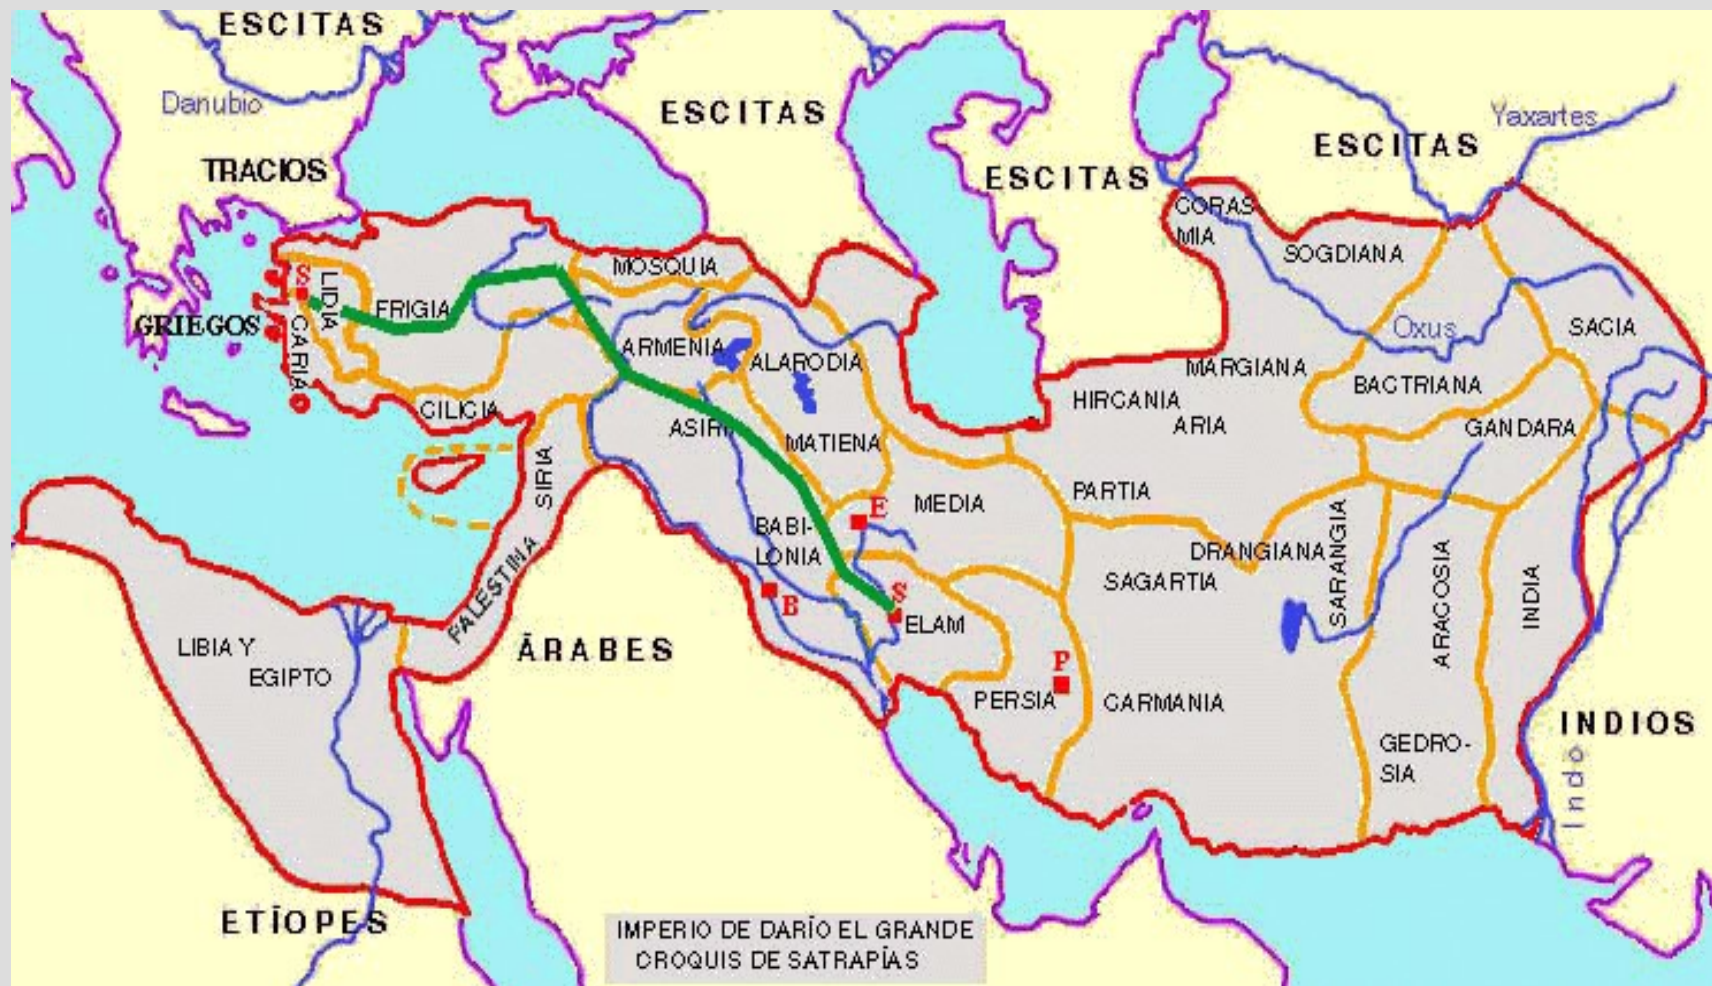 ESCITAS
Danubio
ESCITAS
Yaxartes
ESCITAS
TRACIOS
ESCITAS
CORAS
MIA
SOGDIANA
MOSQUIA
S
LIDIA
FRIGIA
GRIEGOS
CARIA
ARMENIA
ALARODIA
Oxus
SACIA
MARGIANA
BACTRIANA
HIRCANIA
CILICIA
ARIA
GANDARA
ASIRI
MATIENA
SIRIA
PARTIA
MEDIA
E
BABI-
LONIA
DRANGIANA
SARANGIA
SAGARTIA
ARACOSIA
INDIA
PALESTINA
B
S
ELAM
LIBIA Y
EGIPTO
ÁRABES
P
PERSIA
CARMANIA
INDIOS
GEDRO-
SIA
Indo
ETÍOPES
IMPERIO DE DARÍO EL GRANDE
CROQUIS DE SATRAPÍAS